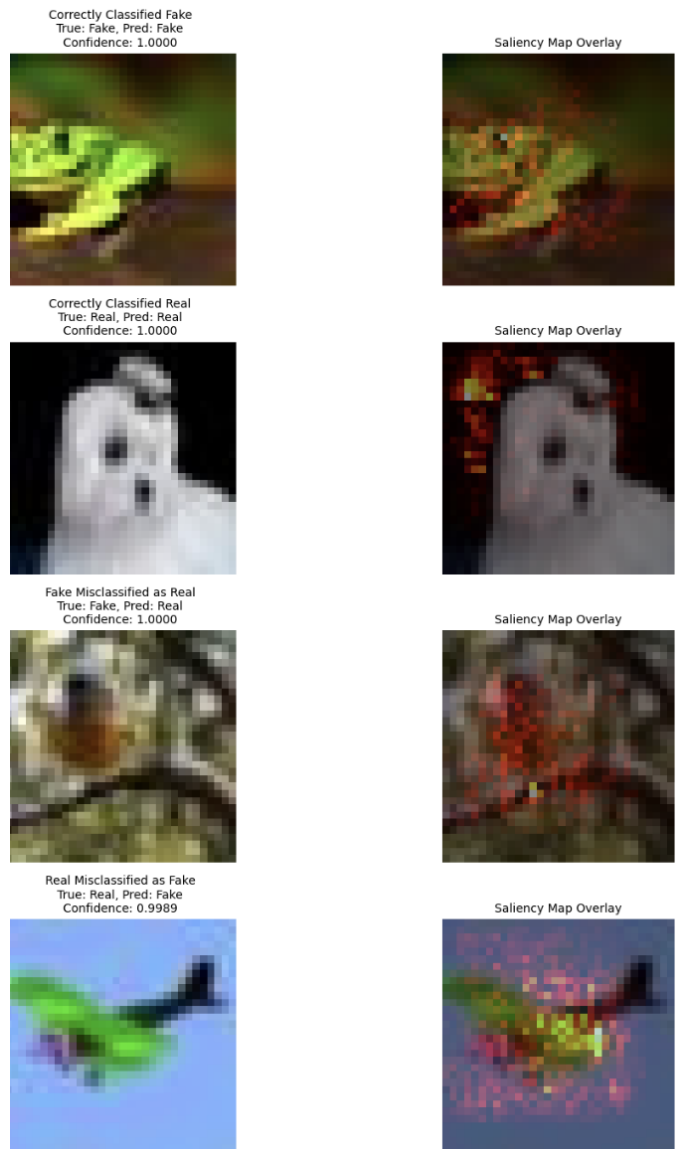 Correctly Classified Fake
True: Fake, Pred: Fake
Confidence: 1.0000
Saliency Map Overlay
Correctly Classified Real
True: Real, Pred: Real
Confidence: 1.0000
Saliency Map Overlay
Fake Misclassified as Real
True: Fake, Pred: Real
Confidence: 1.0000
Saliency Map Overlay
Real Misclassified as Fake
True: Real, Pred: Fake
Confidence: 0.9989
Saliency Map Overlay